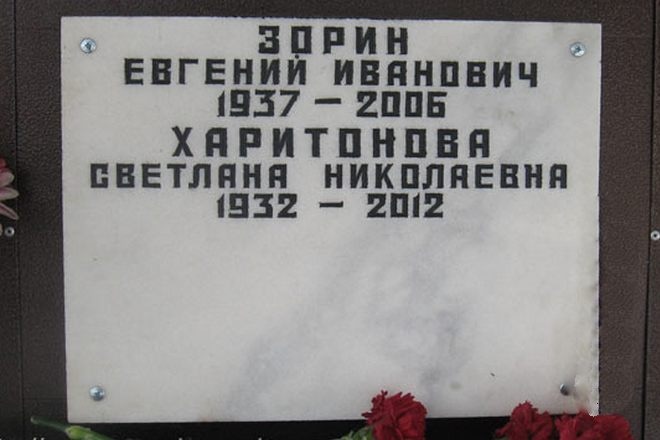 ЗОРИН
ЕВГЕНИЙ ИВАНОВИЧ
1937 – 2006
ХАРИТОНОВА
СВЕТЛАНА НИКОЛАЕВНА
1932 – 2012